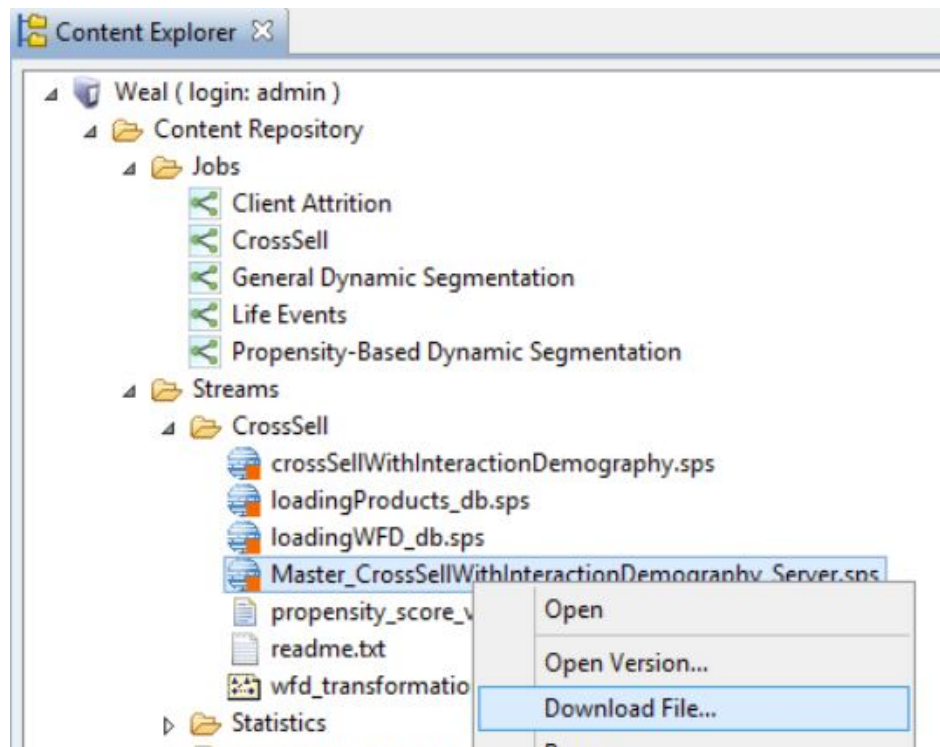 Content Explorer
Weal ( login: admin )
Content Repository
Jobs
Client Attrition
CrossSell
General Dynamic Segmentation
Life Events
Propensity-Based Dynamic Segmentation
Streams
CrossSell
crossSellWithInteractionDemography.sps
loadingProducts_db.sps
loadingWFD_db.sps
Master_CrossSellWithInteractionDemography_Server.sps
propensity_score_v
Open
readme.txt
Open Version...
wfd_transformatio
Download File...
Statistics